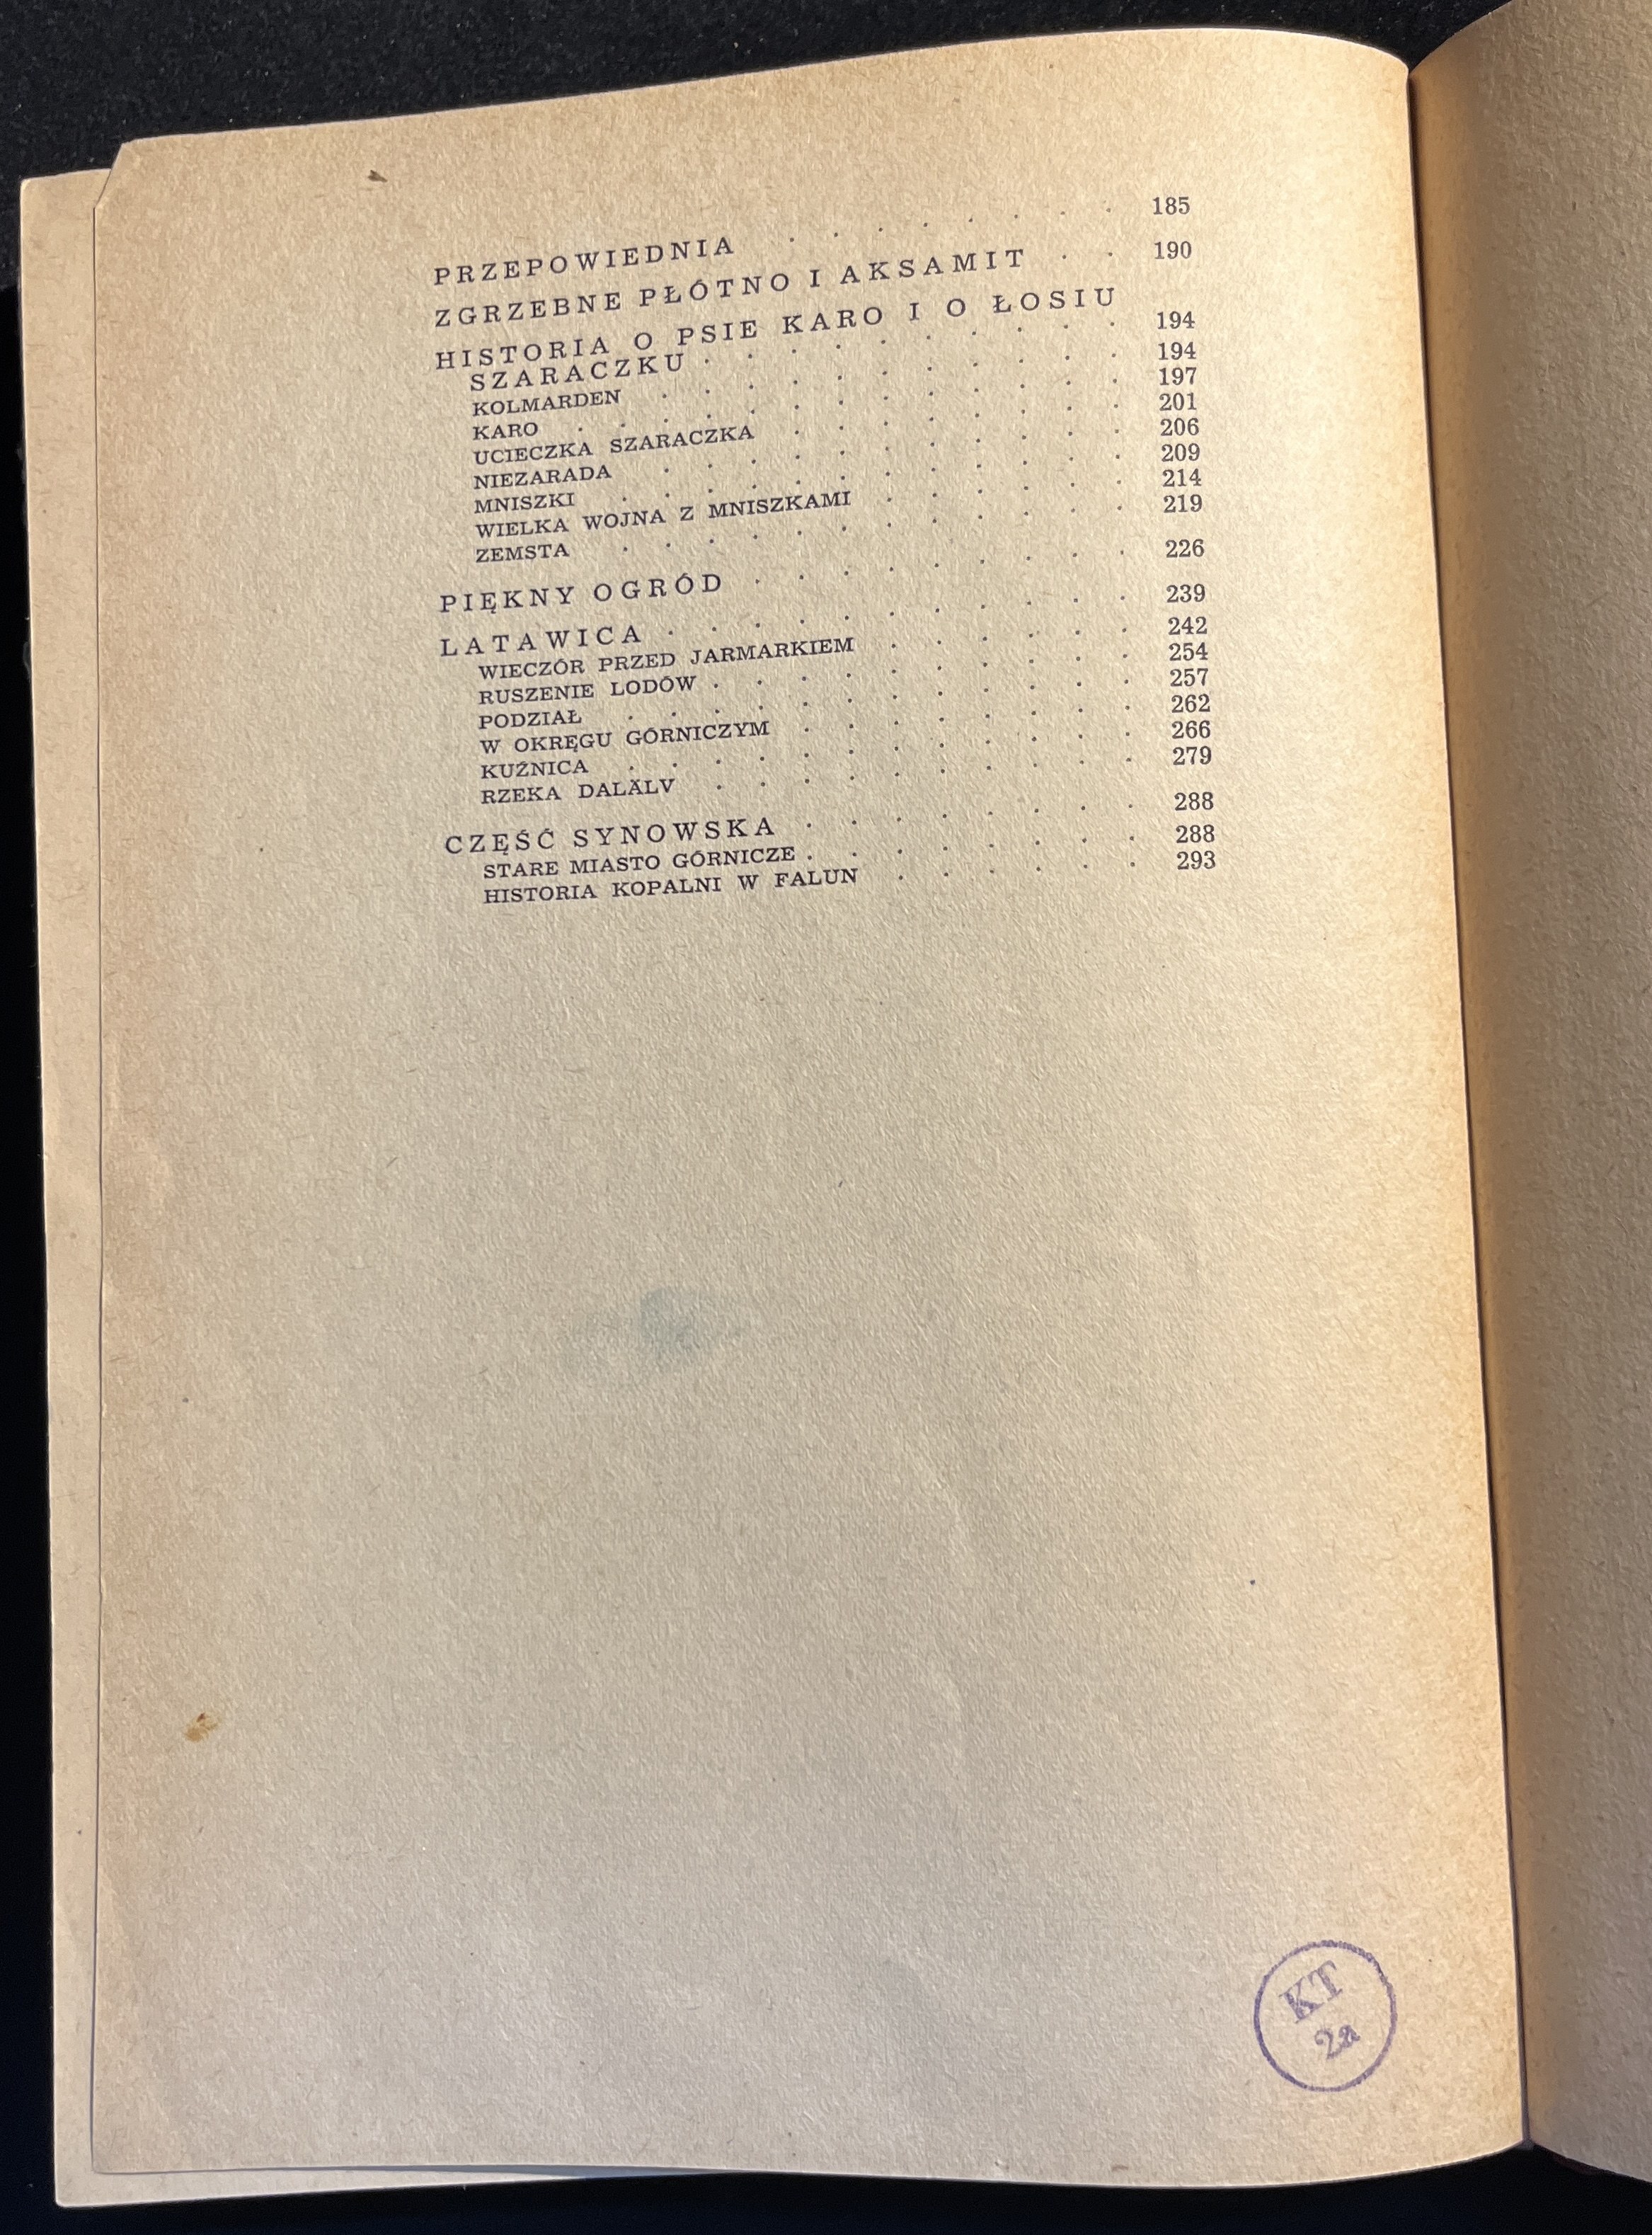 PRZEPOWIEDNIA . . . . . . . . 185
ZGRZEBNE PŁÓTNO I AKSAMIT . . 190
HISTORIA O PSIE KARO I O ŁOSIU
SZARACZKU . . . . . . . . . . 194
KOLMARDEN . . . . . . . . . . . 194
KARO . . . . . . . . . . . . . 197
UCIECZKA SZARACZKA . . . . . . . . 201
NIEZARADA . . . . . . . . . . . 206
MNISZKI . . . . . . . . . . . . 209
WIELKA WOJNA Z MNISZKAMI . . . . . . 214
ZEMSTA . . . . . . . . . . . . 219
PIĘKNY OGRÓD . . . . . . . . . 226
LATAWICA . . . . . . . . . . . 239
WIECZÓR PRZED JARMARKIEM . . . . . . 242
RUSZENIE LODÓW . . . . . . . . . . 254
PODZIAŁ . . . . . . . . . . . . 257
W OKRĘGU GÓRNICZYM . . . . . . . . 262
KUŹNICA . . . . . . . . . . . . 266
RZEKA DALÄLV . . . . . . . . . . 279
CZĘŚĆ SYNOWSKA . . . . . . . . 288
STARE MIASTO GÓRNICZE . . . . . . . . 288
HISTORIA KOPALNI W FALUN . . . . . . 293
KT
2a